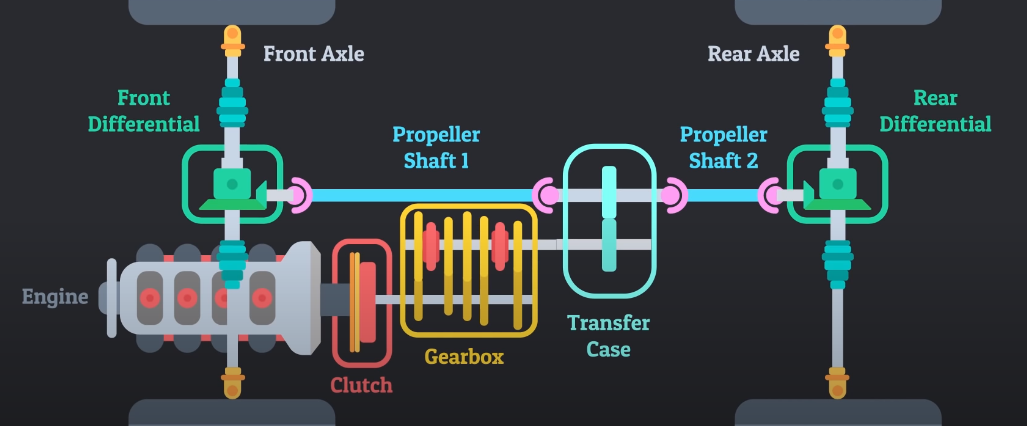 Front Axle
Rear Axle
Front
Differential
Rear
Differential
Propeller
Shaft 1
Propeller
Shaft 2
Engine
Transfer
Case
Gearbox
Clutch